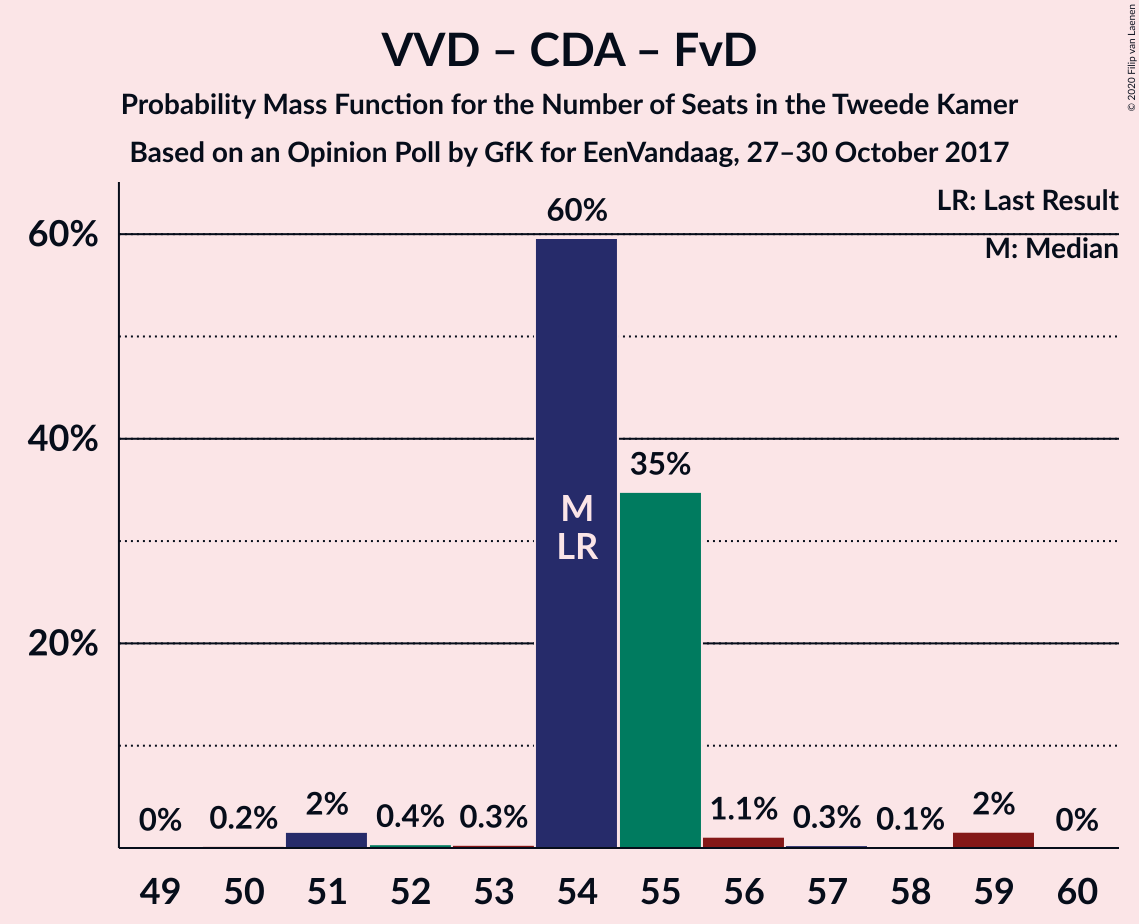 VVD – CDA – FvD
Probability Mass Function for the Number of Seats in the Tweede Kamer
Based on an Opinion Poll by GfK for EenVandaag, 27–30 October 2017
© 2020 Filip van Laenen
LR: Last Result
M: Median
60%
40%
20%
0%
0.2%
2%
0.4%
0.3%
60%
M
LR
35%
1.1%
0.3%
0.1%
2%
0%
49 50 51 52 53 54 55 56 57 58 59 60